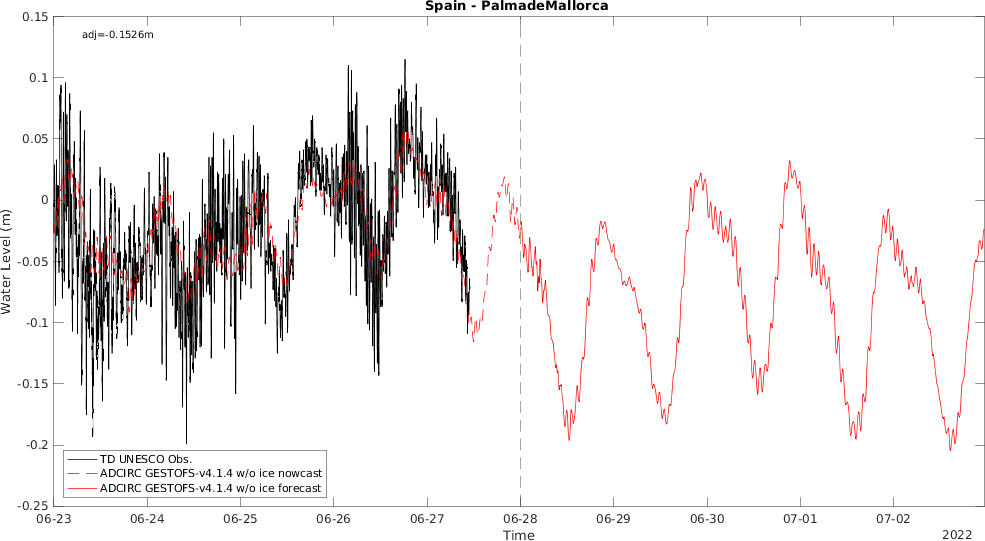 Spain - PalmadeMallorca
adj=-0.1526m
0.15
0.1
0.05
0
-0.05
-0.1
-0.15
-0.2
-0.25
Water Level (m)
TD UNESCO Obs.
ADCIRC GESTOFS-v4.1.4 w/o ice nowcast
ADCIRC GESTOFS-v4.1.4 w/o ice forecast
06-23 06-24 06-25 06-26 06-27 06-28 06-29 06-30 07-01 07-02
Time
2022